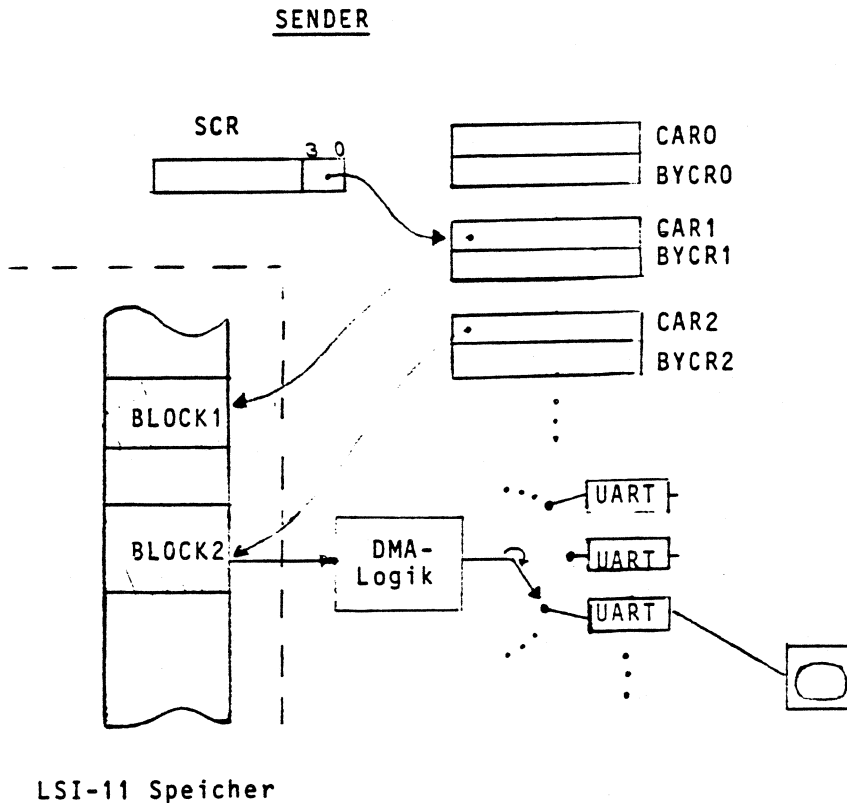 SENDER
SCR
3 0
CAR0
BYCR0
CAR1
BYCR1
CAR2
BYCR2
BLOCK1
BLOCK2
DMA-
Logik
UART
UART
UART
LSI-11 Speicher